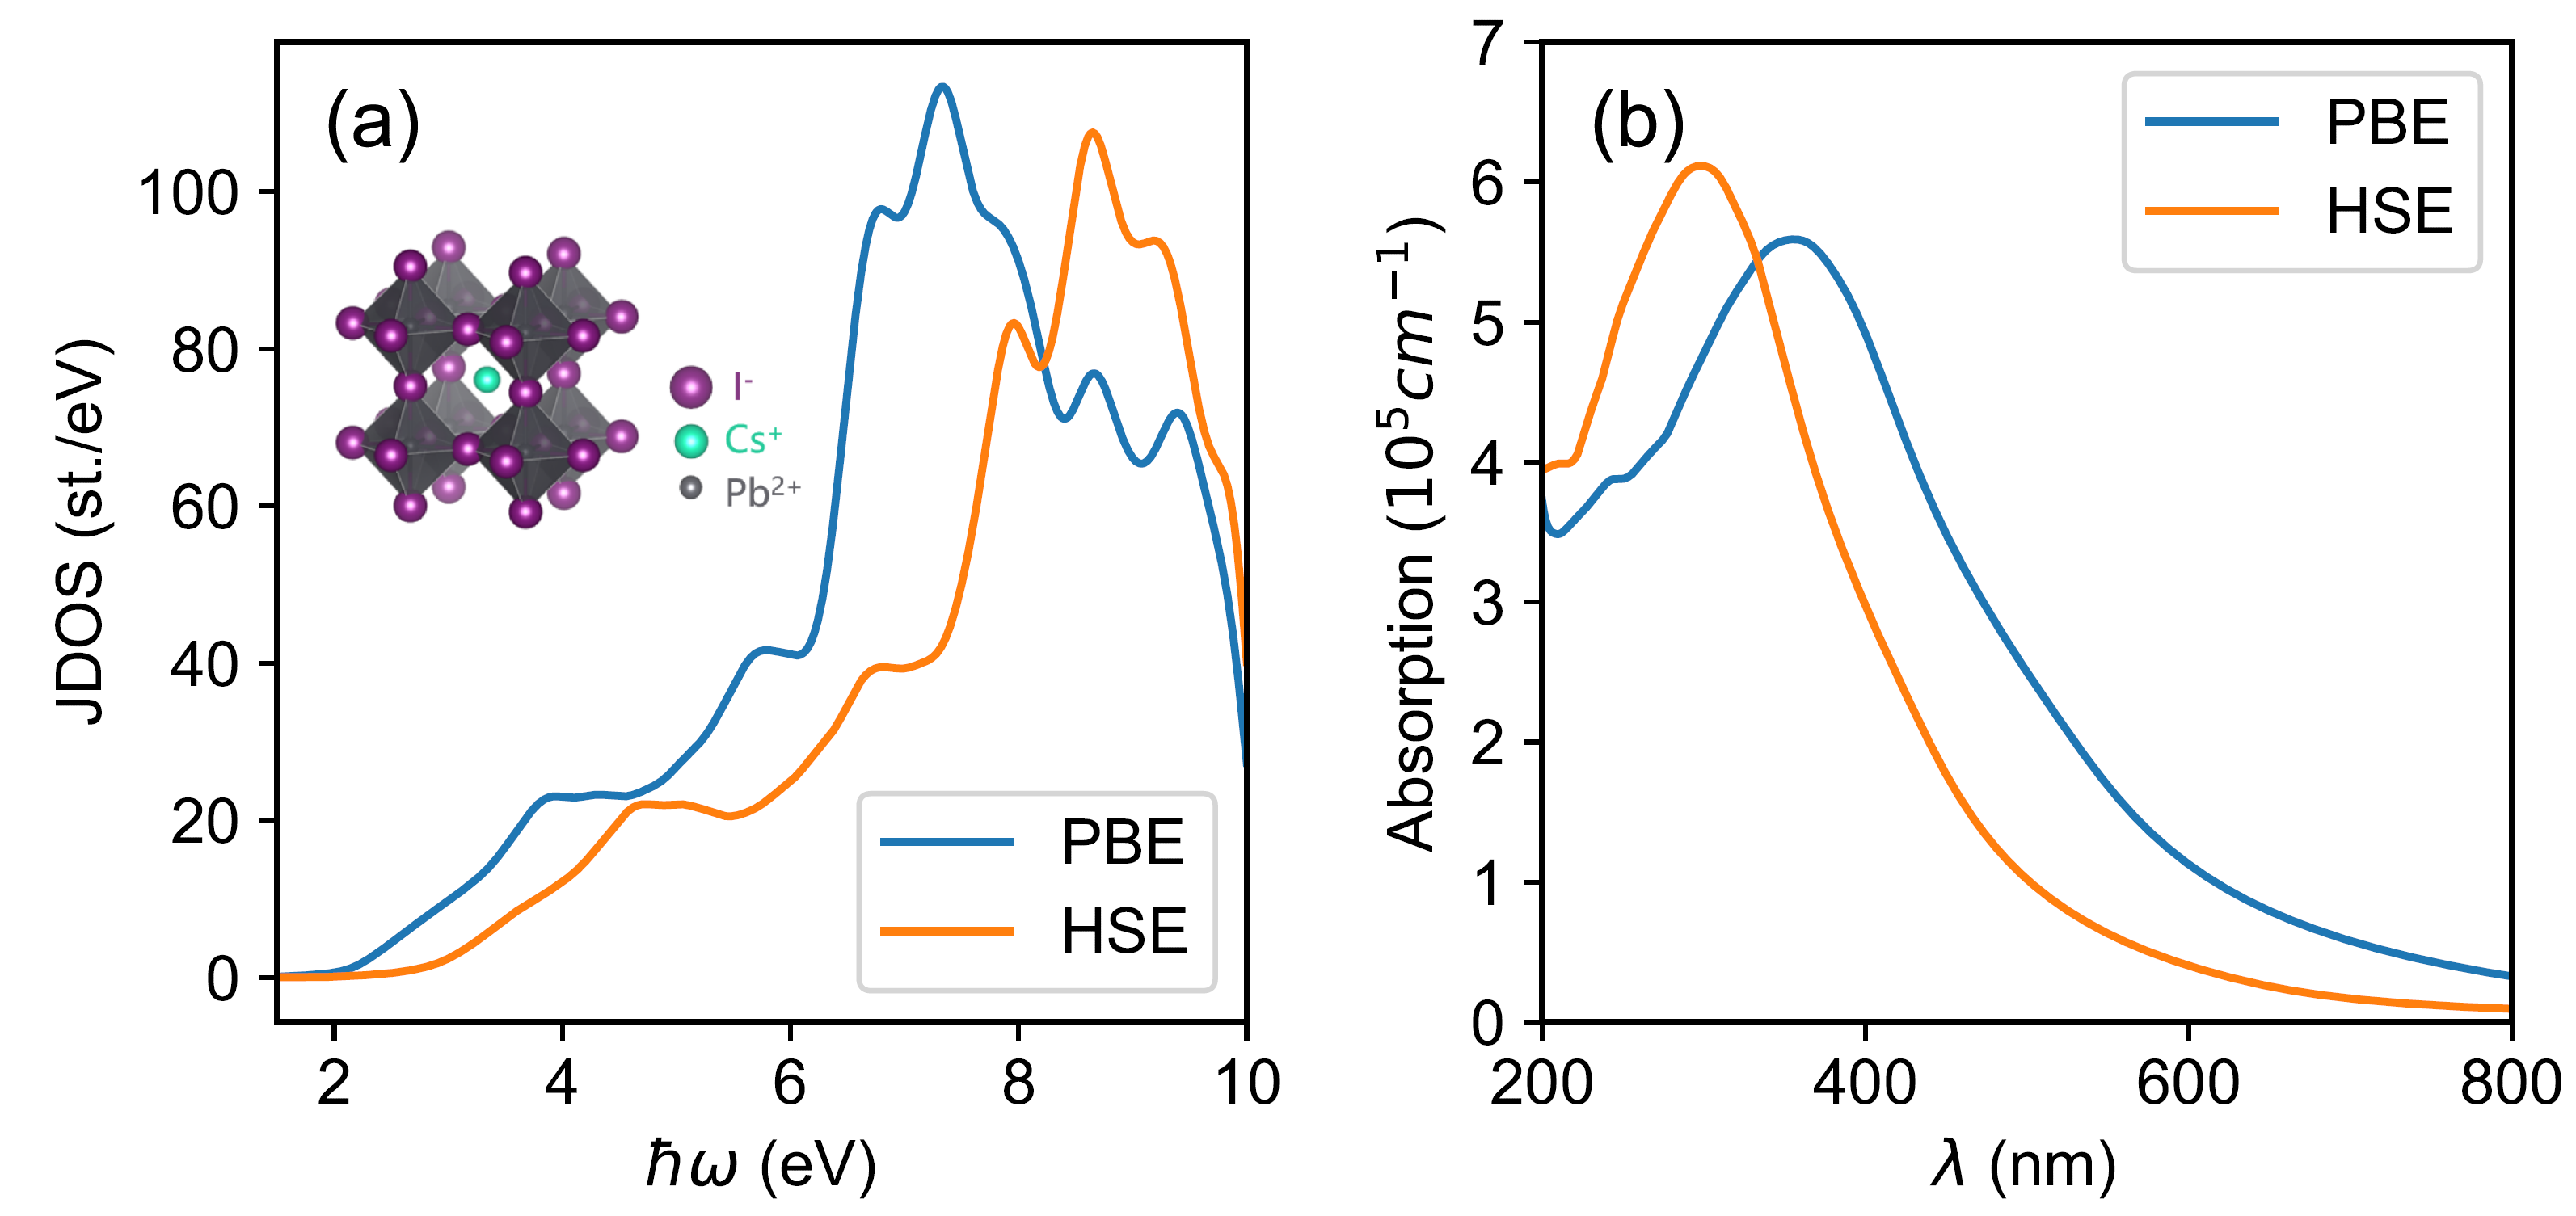 (a)
JDOS (st./eV)
100
80
60
40
20
0
I⁻
Cs⁺
Pb²⁺
PBE
HSE
2 4 6 8 10
ħω (eV)
(b)
Absorption (10⁵cm⁻¹)
7
6
5
4
3
2
1
0
PBE
HSE
200 400 600 800
λ (nm)